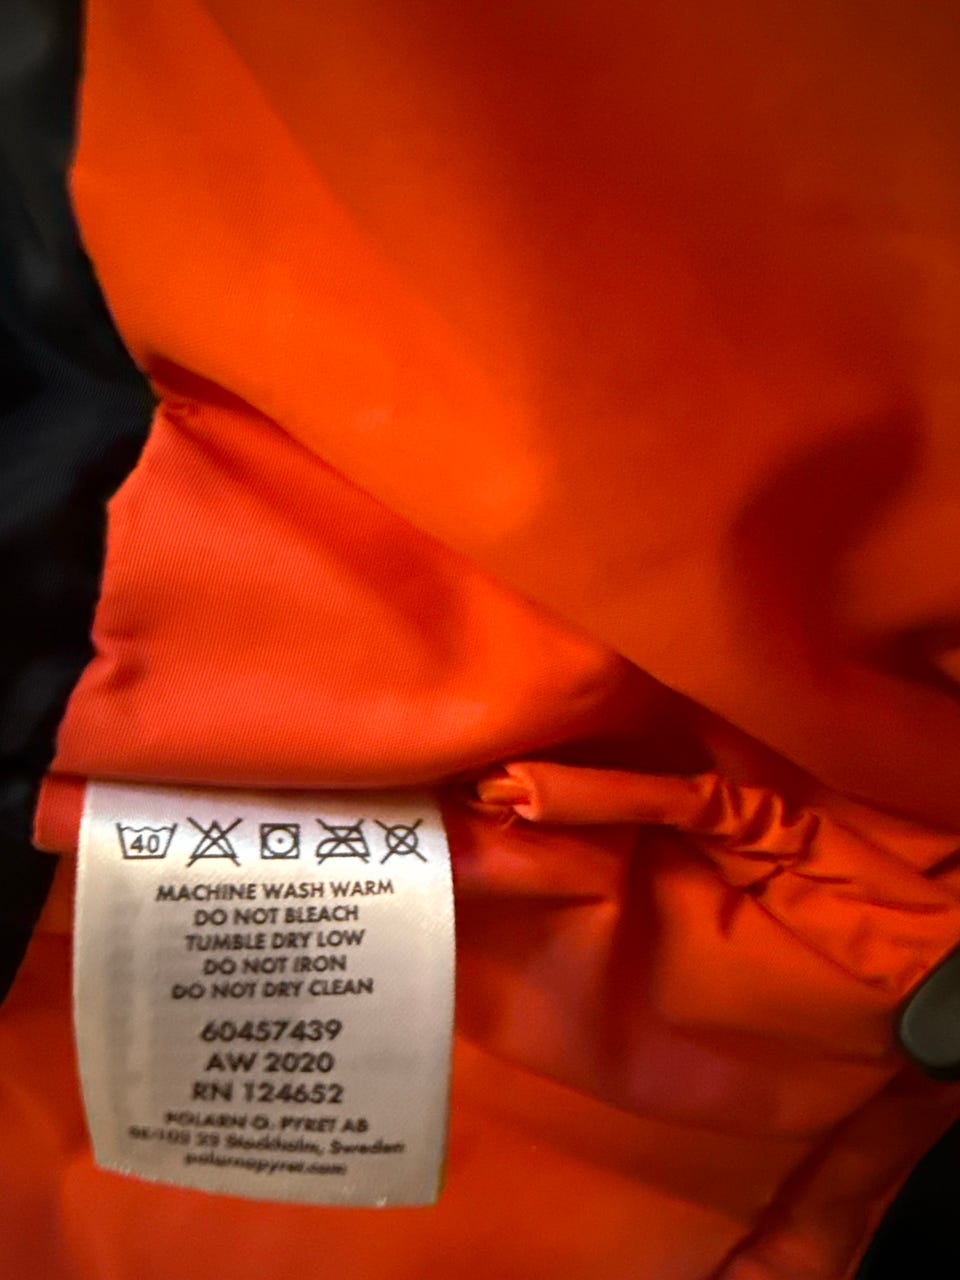 40
MACHINE WASH WARM
DO NOT BLEACH
TUMBLE DRY LOW
DO NOT IRON
DO NOT DRY CLEAN
60457439
AW 2020
RN 124652
POLARN O. PYRET AB
Stockholm, Sweden
polarnopyret.com